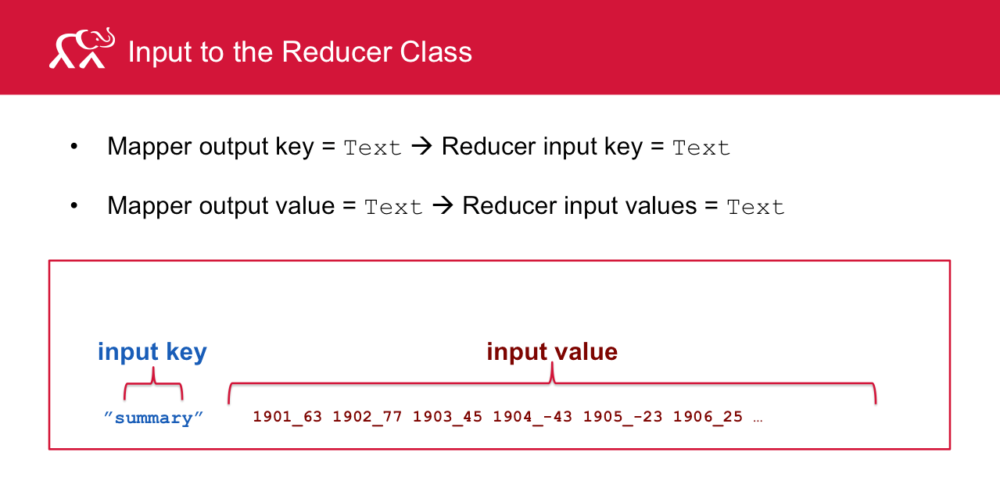 Input to the Reducer Class
• Mapper output key = Text → Reducer input key = Text
• Mapper output value = Text → Reducer input values = Text
input key
input value
”summary” 1901_63 1902_77 1903_45 1904_-43 1905_-23 1906_25 …